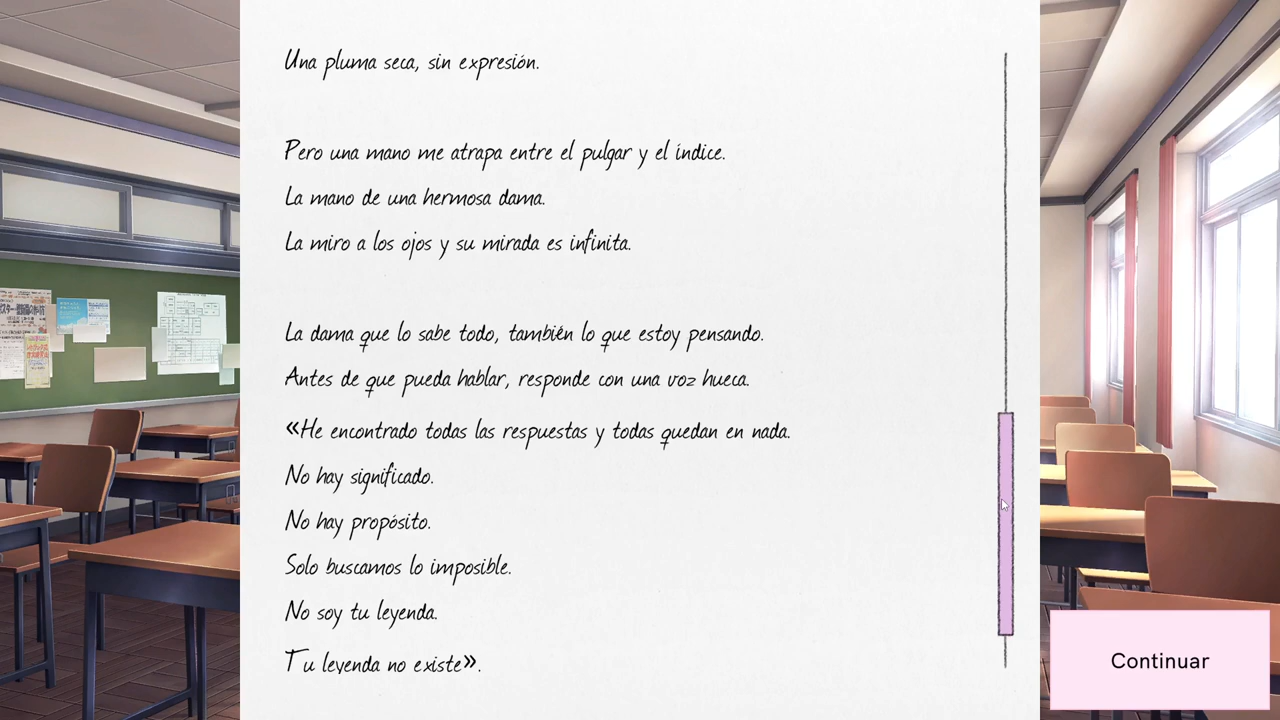 Una pluma seca, sin expresión.
Pero una mano me atrapa entre el pulgar y el índice.
La mano de una hermosa dama.
La miro a los ojos y su mirada es infinita.
La dama que lo sabe todo, también lo que estoy pensando.
Antes de que pueda hablar, responde con una voz hueca.
«He encontrado todas las respuestas y todas quedan en nada.
No hay significado.
No hay propósito.
Solo buscamos lo imposible.
No soy tu leyenda.
Tu leyenda no existe».
Continuar